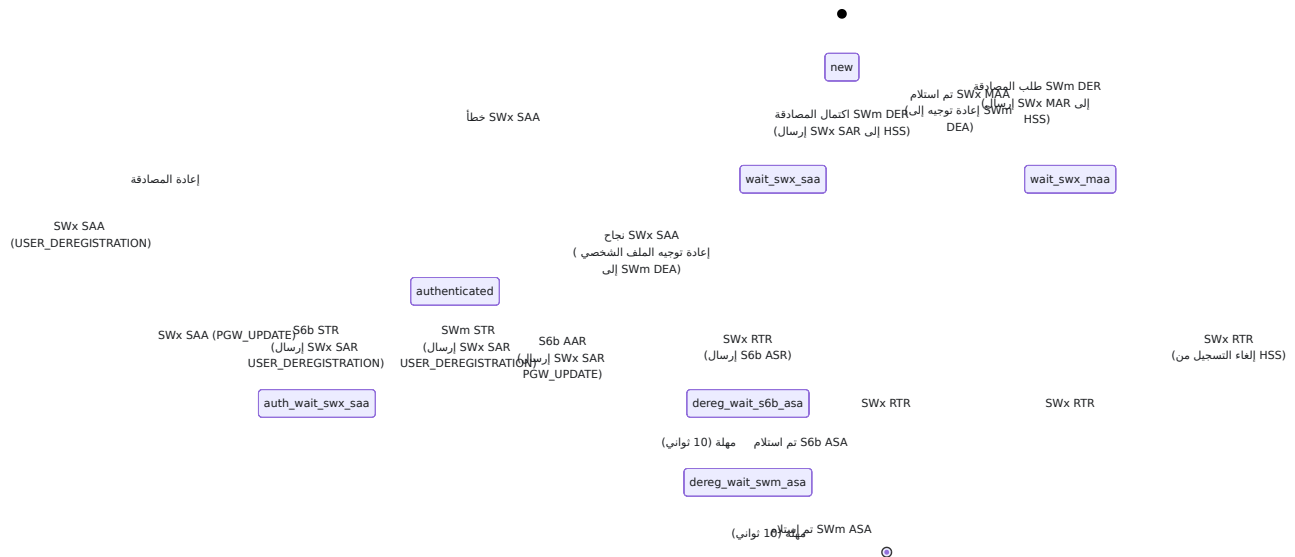 new
SWm DER طلب المصادقة
(إرسال SWx MAR إلى
HSS)
SWx MAA تم استلام
(إعادة توجيه إلى SWm
DEA)
SWm DER اكتمال المصادقة
(إرسال SWx SAR إلى HSS)
SWx SAA خطأ
wait_swx_saa
wait_swx_maa
إعادة المصادقة
SWx SAA
(USER_DEREGISTRATION)
SWx SAA نجاح
( إعادة توجيه الملف الشخصي
إلى SWm DEA)
authenticated
SWx SAA (PGW_UPDATE)
S6b STR
(إرسال SWx SAR
USER_DEREGISTRATION)
SWm STR
(إرسال SWx SAR
USER_DEREGISTRATION)
S6b AAR
(إرسال SWx SAR
PGW_UPDATE)
SWx RTR
(إرسال S6b ASR)
SWx RTR
(إلغاء التسجيل من HSS)
auth_wait_swx_saa
dereg_wait_s6b_asa
SWx RTR
SWx RTR
مهلة (10 ثواني)
S6b ASA تم استلام
dereg_wait_swm_asa
SWm ASA تم استلام
مهلة (10 ثواني)